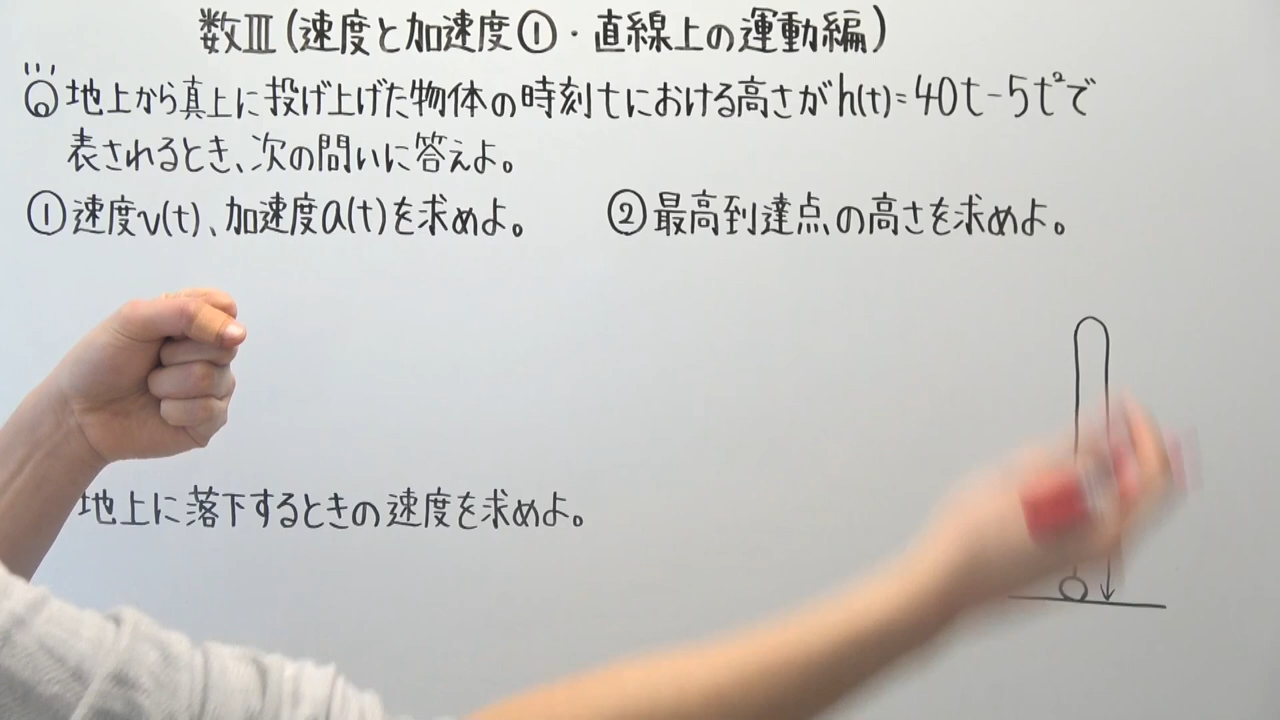 数Ⅲ(速度と加速度①・直線上の運動編)
地上から真上に投げ上げた物体の時刻tにおける高さがh(t)=40t-5t²で
表されるとき、次の問いに答えよ。
①速度v(t)、加速度a(t)を求めよ。 ②最高到達点の高さを求めよ。
地上に落下するときの速度を求めよ。